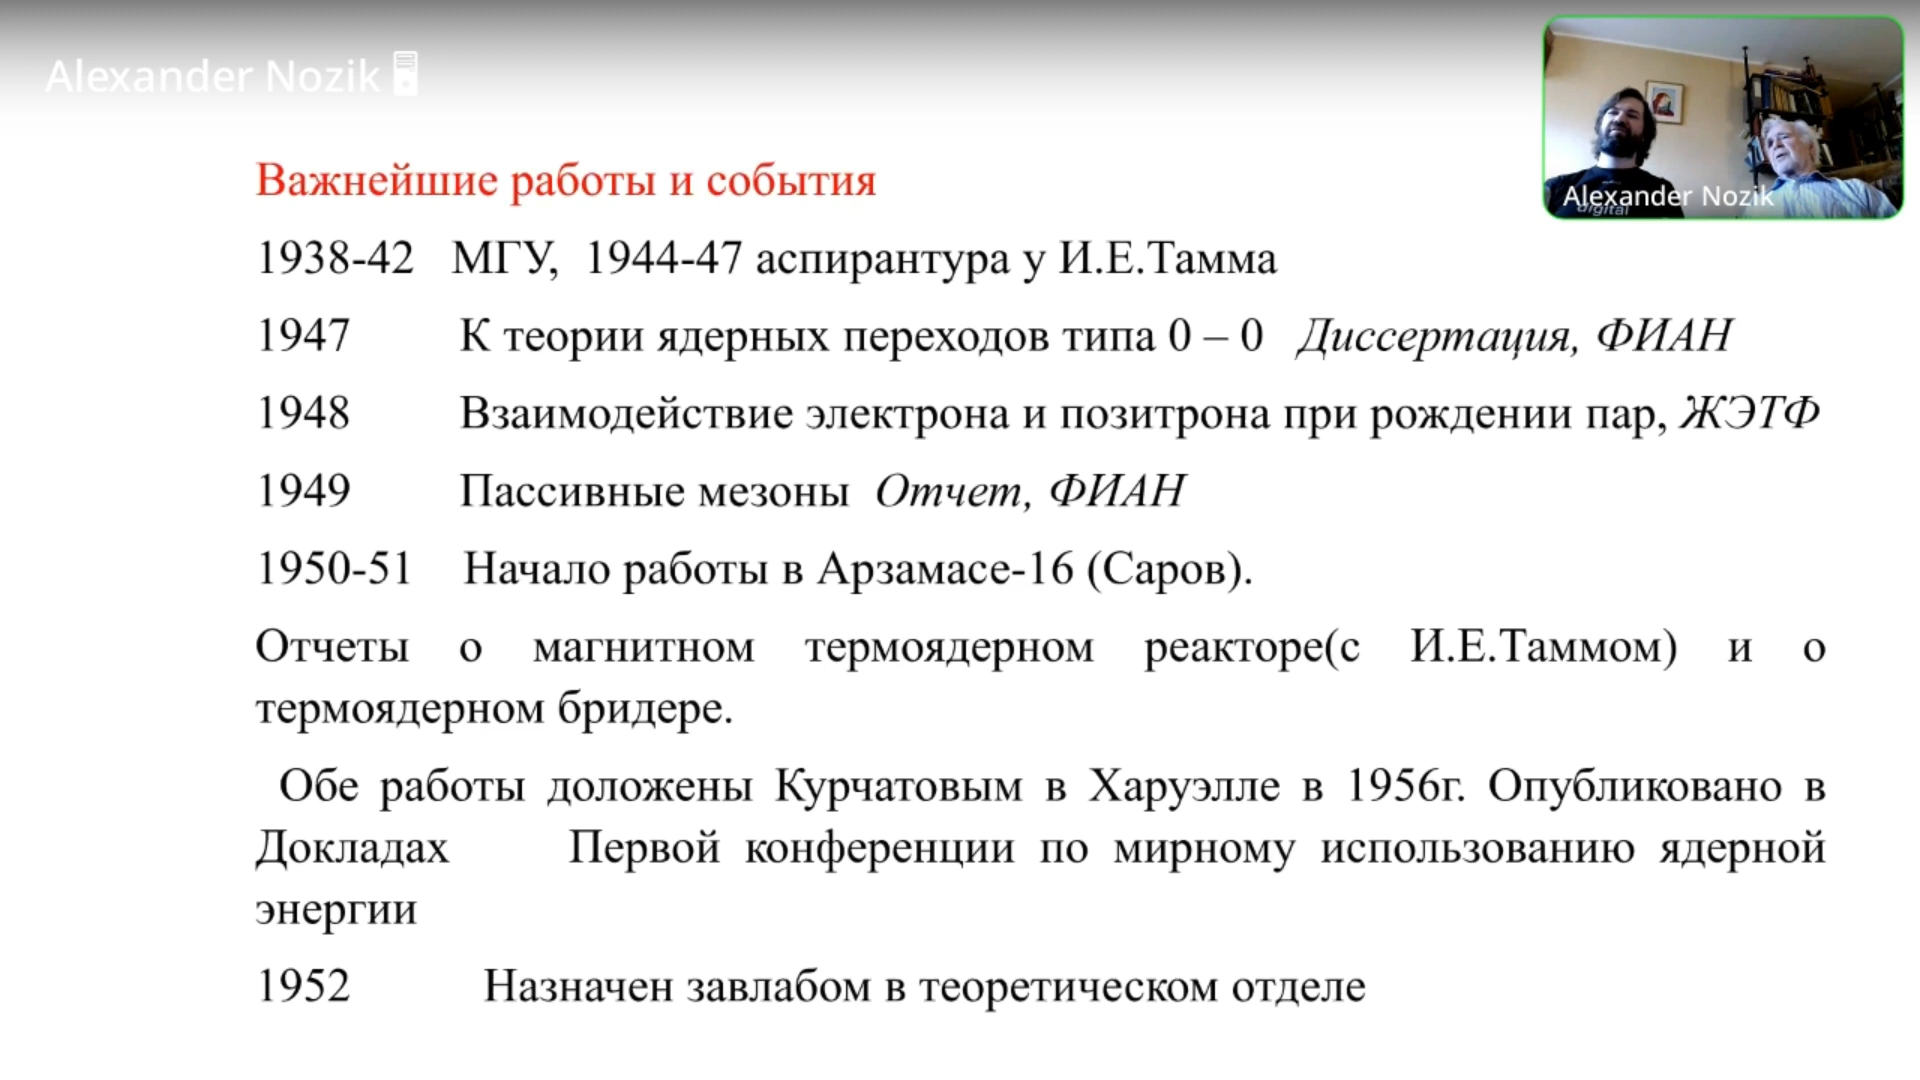 Alexander Nozik
Alexander Nozik
digital
Важнейшие работы и события
1938-42 МГУ, 1944-47 аспирантура у И.Е.Тамма
1947 К теории ядерных переходов типа 0 – 0 Диссертация, ФИАН
1948 Взаимодействие электрона и позитрона при рождении пар, ЖЭТФ
1949 Пассивные мезоны Отчет, ФИАН
1950-51 Начало работы в Арзамасе-16 (Саров).
Отчеты о магнитном термоядерном реакторе(с И.Е.Таммом) и о
термоядерном бридере.
Обе работы доложены Курчатовым в Харуэлле в 1956г. Опубликовано в
Докладах Первой конференции по мирному использованию ядерной
энергии
1952 Назначен завлабом в теоретическом отделе